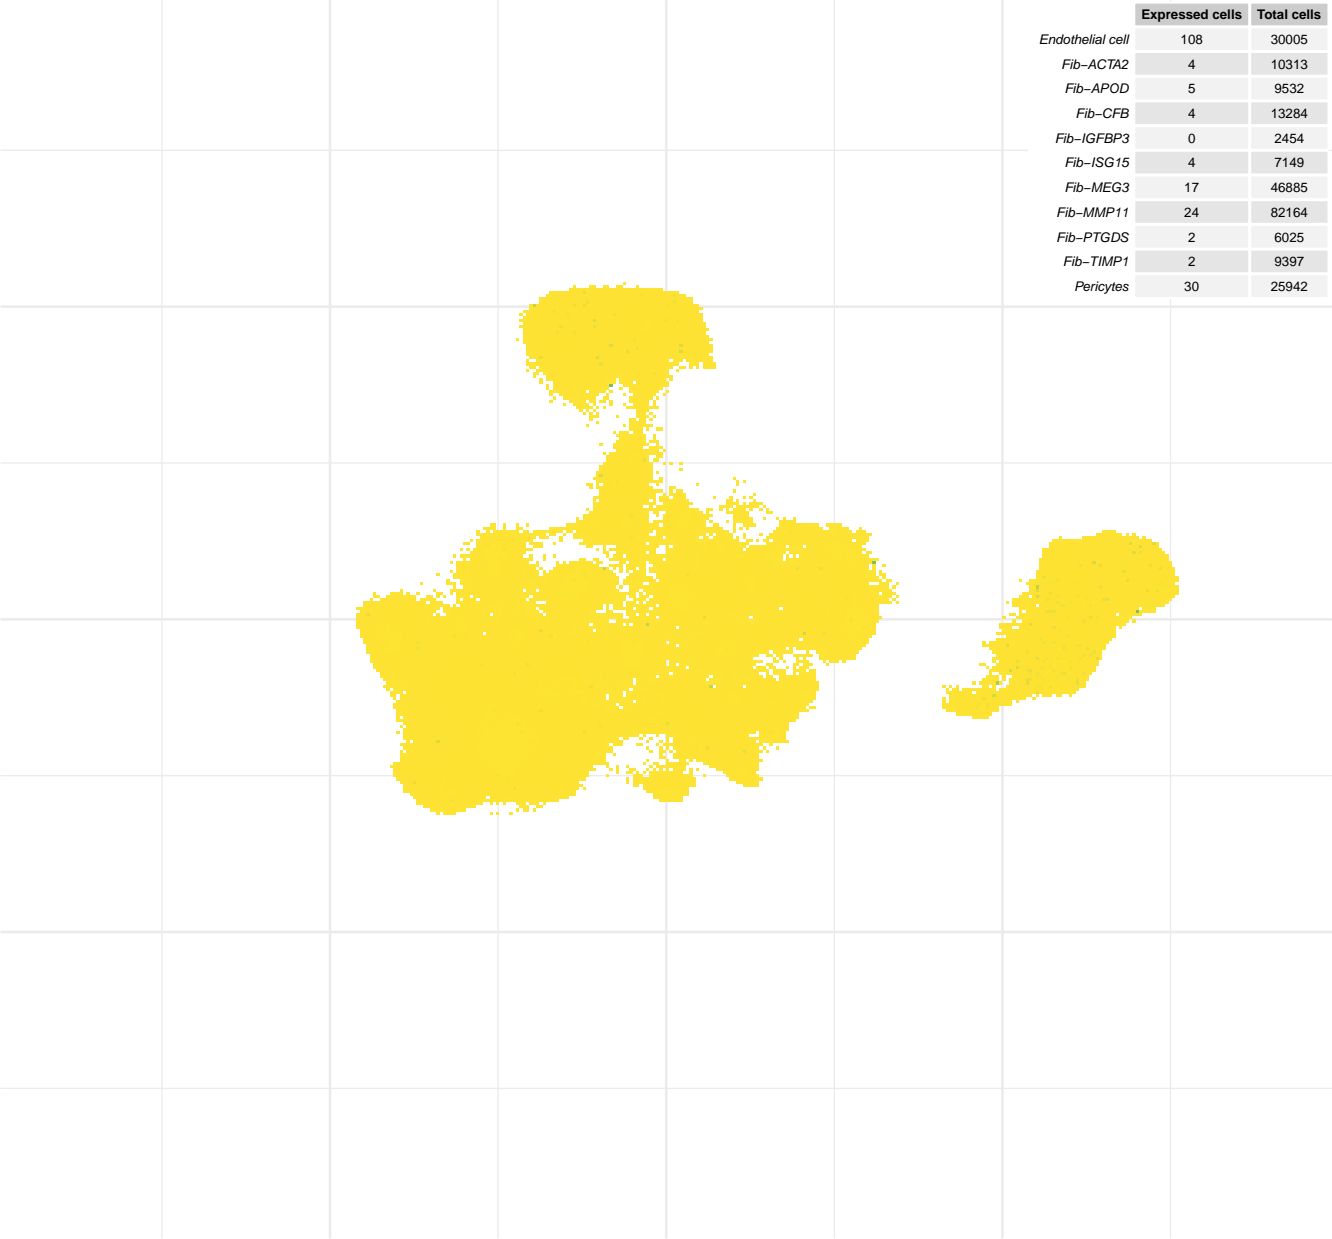 Expressed cells Total cells
Endothelial cell 108 30005
Fib−ACTA2 4 10313
Fib−APOD 5 9532
Fib−CFB 4 13284
Fib−IGFBP3 0 2454
Fib−ISG15 4 7149
Fib−MEG3 17 46885
Fib−MMP11 24 82164
Fib−PTGDS 2 6025
Fib−TIMP1 2 9397
Pericytes 30 25942